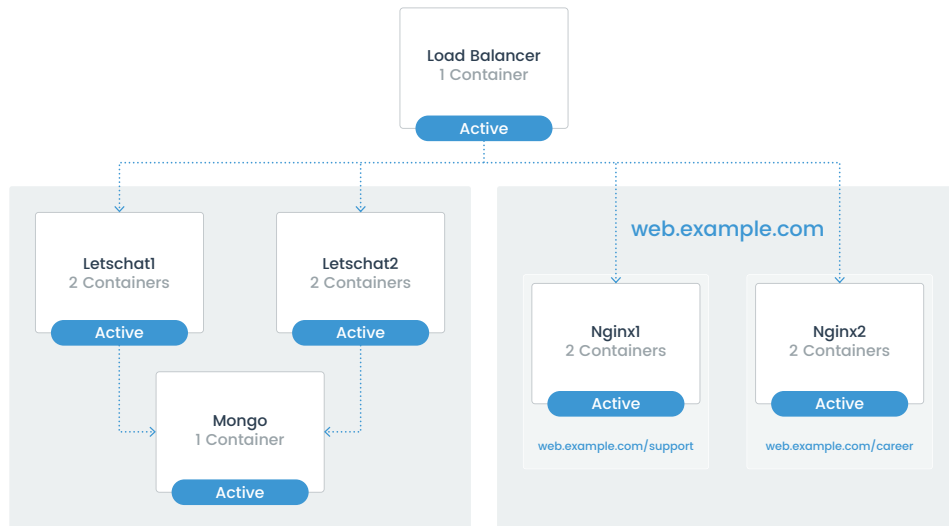 Load Balancer
1 Container
Active
Letschat1
2 Containers
Active
Letschat2
2 Containers
Active
Mongo
1 Container
Active
web.example.com
Nginx1
2 Containers
Active
web.example.com/support
Nginx2
2 Containers
Active
web.example.com/career